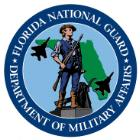 FLORIDA NATIONAL GUARD
DEPARTMENT OF MILITARY AFFAIRS